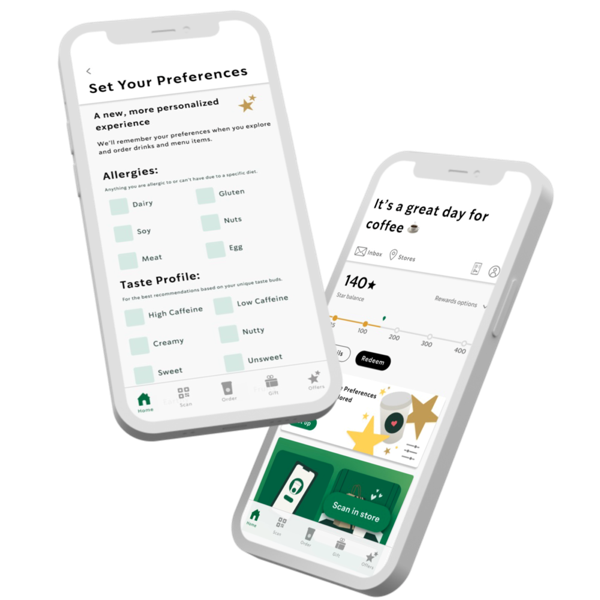 Set Your Preferences
A new, more personalized
experience
We'll remember your preferences when you explore
and order drinks and menu items.
Allergies:
Anything you are allergic to or can't have due to a specific diet.
Dairy
Gluten
Soy
Nuts
Meat
Egg
Taste Profile:
For the best recommendations based on your unique taste buds.
High Caffeine
Low Caffeine
Creamy
Nutty
Sweet
Unsweet
Home
Scan
Order
Gift
Offers
It's a great day for
coffee
Inbox
Stores
140★
Star balance
Rewards options
100
200
300
400
Redeem
Preferences
Scan in store
Home
Scan
Order
Gift
Offers